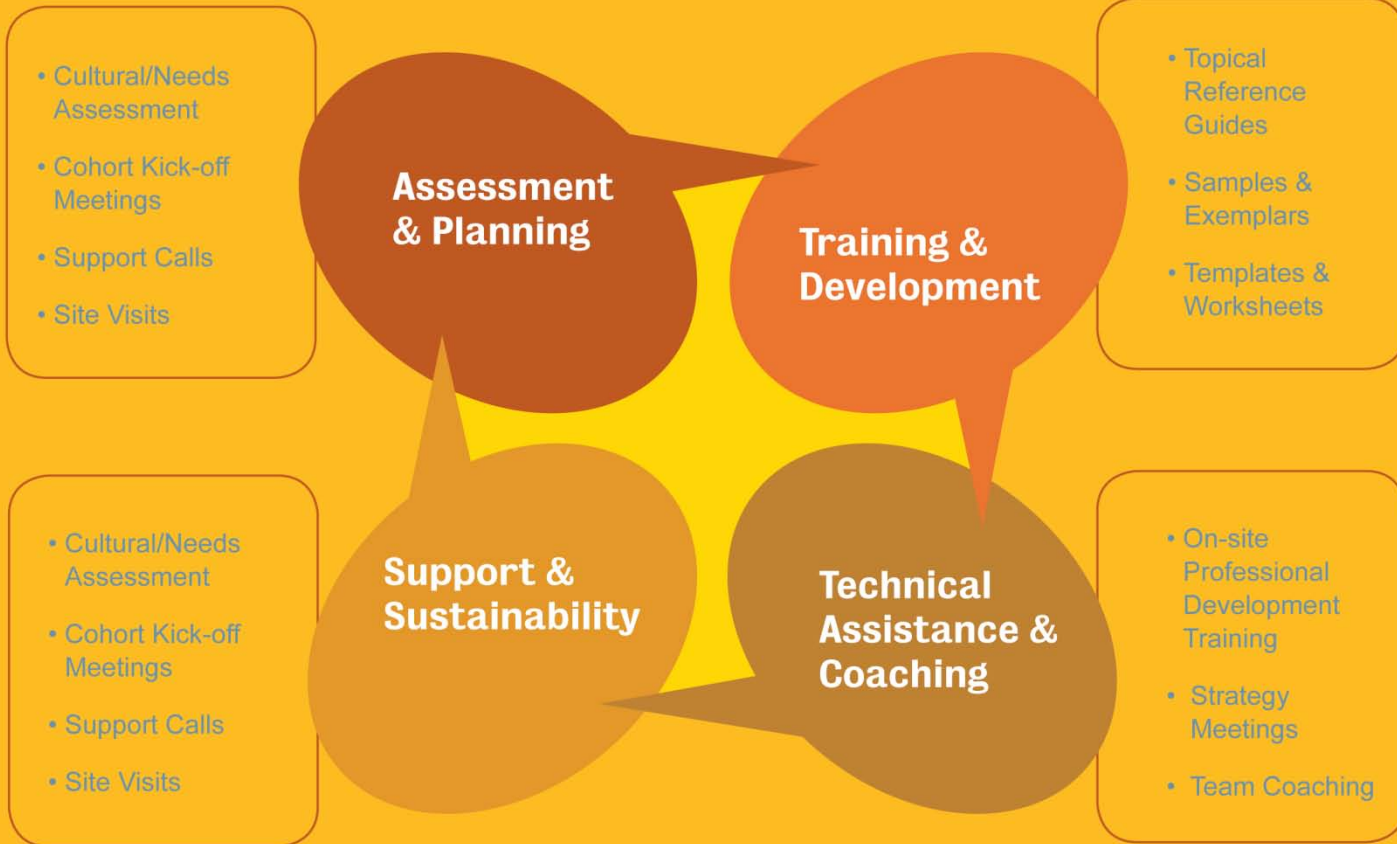 • Cultural/Needs
Assessment
• Cohort Kick-off
Meetings
• Support Calls
• Site Visits
Assessment
& Planning
Training &
Development
• Topical
Reference
Guides
• Samples &
Exemplars
• Templates &
Worksheets
• Cultural/Needs
Assessment
• Cohort Kick-off
Meetings
• Support Calls
• Site Visits
Support &
Sustainability
Technical
Assistance &
Coaching
• On-site
Professional
Development
Training
• Strategy
Meetings
• Team Coaching